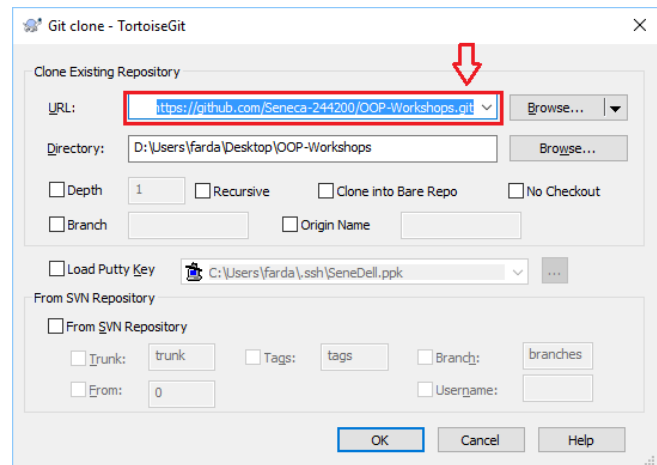 Git clone - TortoiseGit
Clone Existing Repository
URL: https://github.com/Seneca-244200/OOP-Workshops.git Browse...
Directory: D:\Users\farda\Desktop\OOP-Workshops Browse...
Depth 1 Recursive Clone into Bare Repo No Checkout
Branch Origin Name
Load Putty Key C:\Users\farda\.ssh\SeneDell.ppk ...
From SVN Repository
From SVN Repository
Trunk: trunk Tags: tags Branch: branches
From: 0 Username:
OK Cancel Help